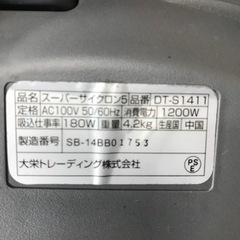 品名 スーパーサイクロン5 品番 DT-S1411
定格 AC100V 50/60Hz 消費電力 1200W
吸込仕事率 180W 重量 4.2kg 生産国 中国
製造番号 SB-14BB01753
大栄トレーディング株式会社
PS
E